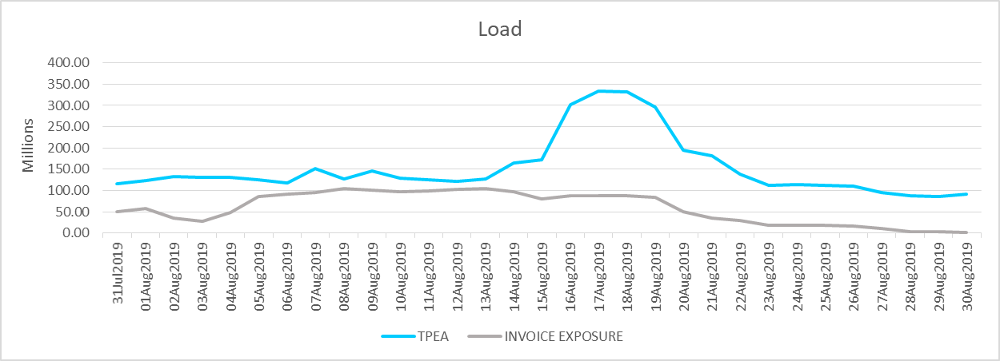 Load
Millions
400.00
350.00
300.00
250.00
200.00
150.00
100.00
50.00
0.00
31Jul2019
01Aug2019
02Aug2019
03Aug2019
04Aug2019
05Aug2019
06Aug2019
07Aug2019
08Aug2019
09Aug2019
10Aug2019
11Aug2019
12Aug2019
13Aug2019
14Aug2019
15Aug2019
16Aug2019
17Aug2019
18Aug2019
19Aug2019
20Aug2019
21Aug2019
22Aug2019
23Aug2019
24Aug2019
25Aug2019
26Aug2019
27Aug2019
28Aug2019
29Aug2019
30Aug2019
TPEA
INVOICE EXPOSURE